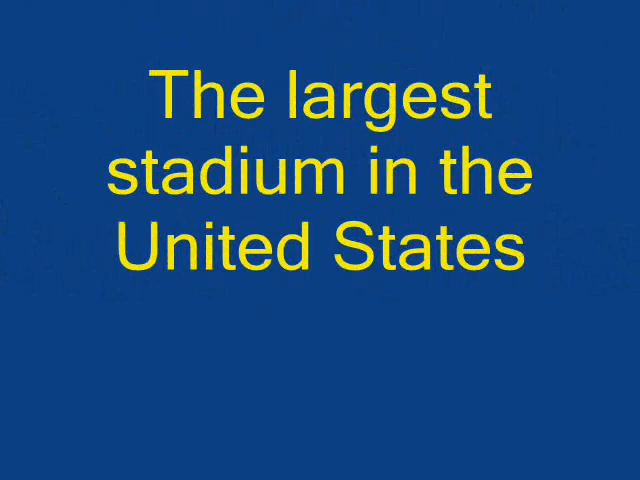 The largest
stadium in the
United States